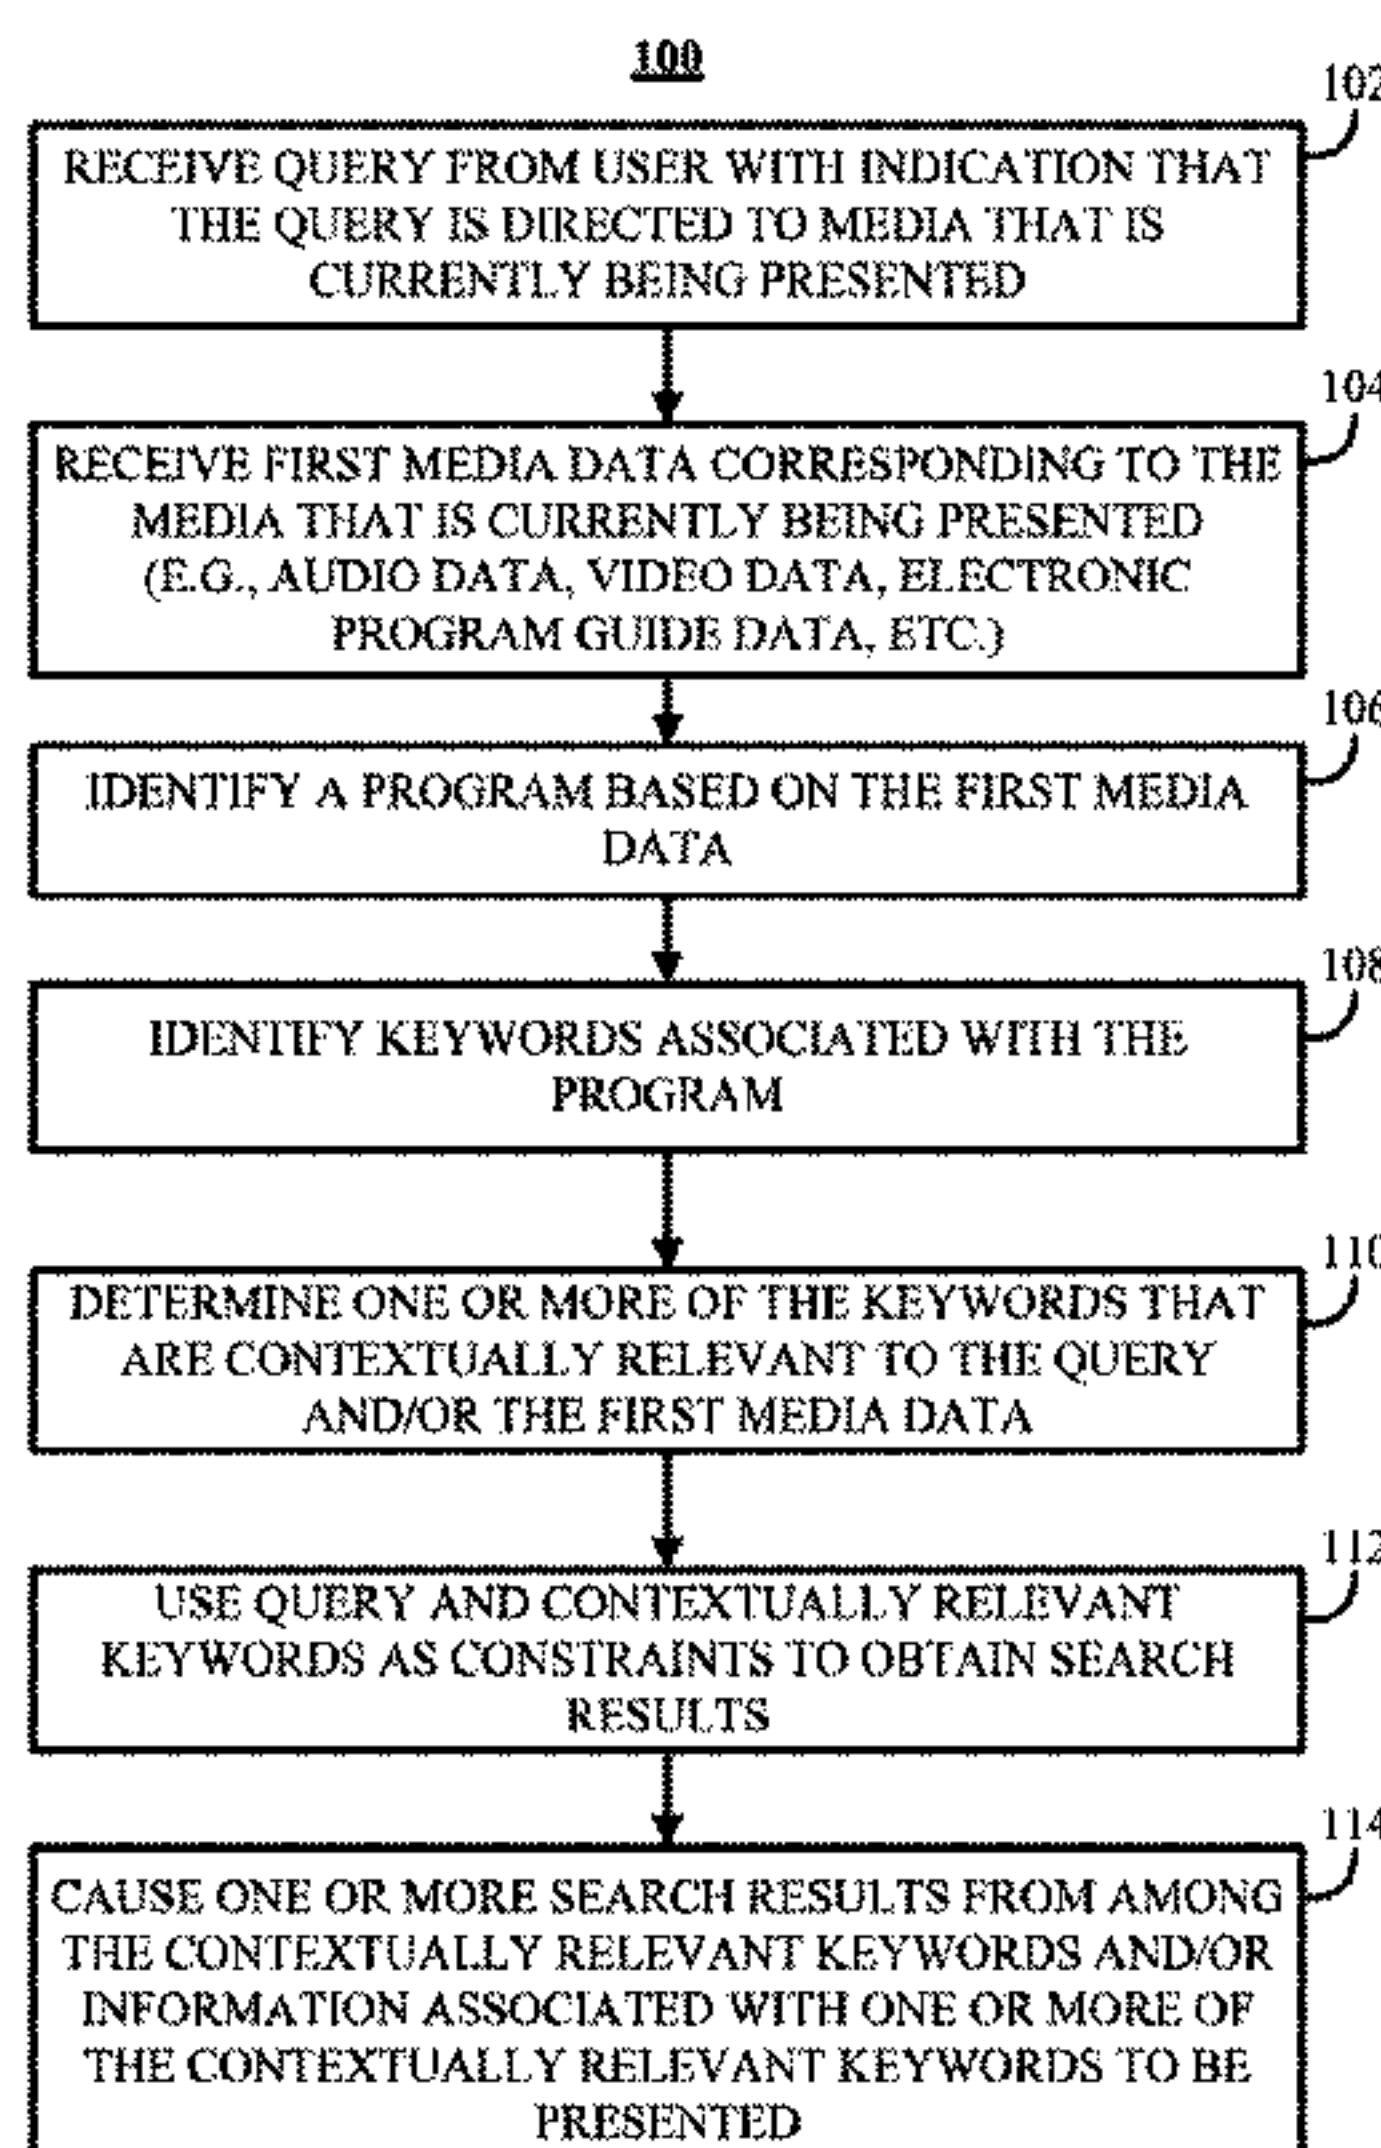 100
102
RECEIVE QUERY FROM USER WITH INDICATION THAT
THE QUERY IS DIRECTED TO MEDIA THAT IS
CURRENTLY BEING PRESENTED
104
RECEIVE FIRST MEDIA DATA CORRESPONDING TO THE
MEDIA THAT IS CURRENTLY BEING PRESENTED
(E.G., AUDIO DATA, VIDEO DATA, ELECTRONIC
PROGRAM GUIDE DATA, ETC.)
106
IDENTIFY A PROGRAM BASED ON THE FIRST MEDIA
DATA
108
IDENTIFY KEYWORDS ASSOCIATED WITH THE
PROGRAM
110
DETERMINE ONE OR MORE OF THE KEYWORDS THAT
ARE CONTEXTUALLY RELEVANT TO THE QUERY
AND/OR THE FIRST MEDIA DATA
112
USE QUERY AND CONTEXTUALLY RELEVANT
KEYWORDS AS CONSTRAINTS TO OBTAIN SEARCH
RESULTS
114
CAUSE ONE OR MORE SEARCH RESULTS FROM AMONG
THE CONTEXTUALLY RELEVANT KEYWORDS AND/OR
INFORMATION ASSOCIATED WITH ONE OR MORE OF
THE CONTEXTUALLY RELEVANT KEYWORDS TO BE
PRESENTED